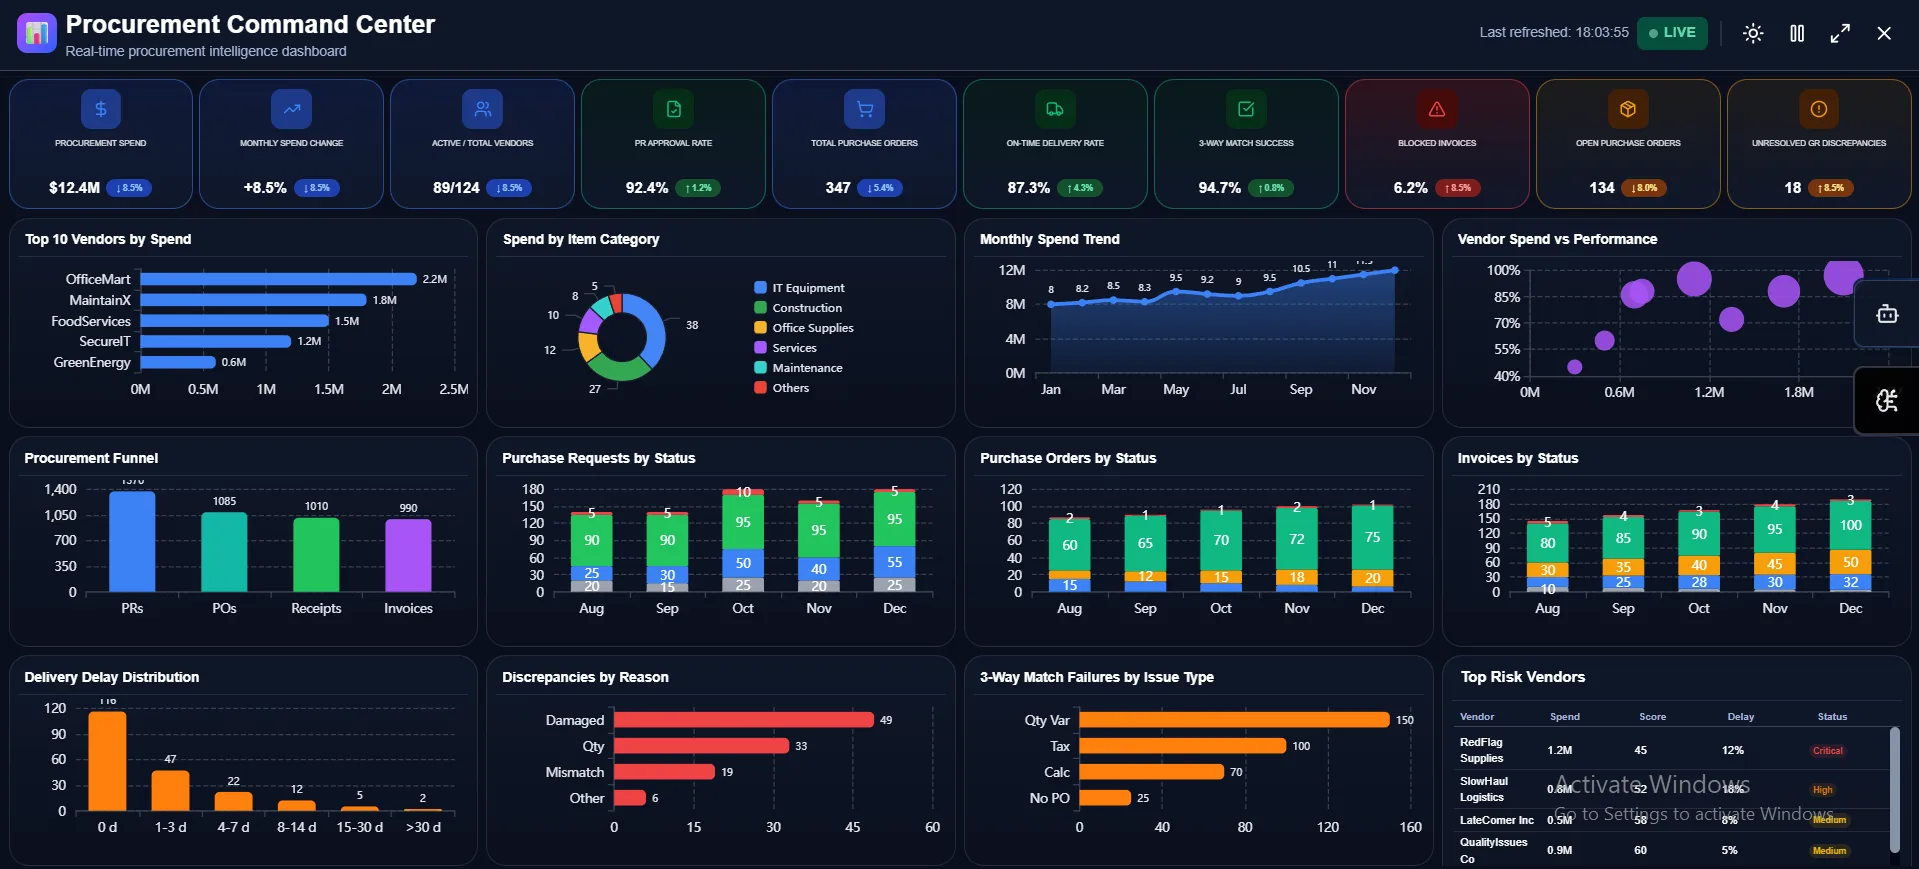 Procurement Command Center
Real-time procurement intelligence dashboard
Last refreshed: 18:03:55
LIVE
PROCUREMENT SPEND
$12.4M ↓8.5%
MONTHLY SPEND CHANGE
+8.5% ↓8.5%
ACTIVE / TOTAL VENDORS
89/124 ↓8.5%
PR APPROVAL RATE
92.4% ↑1.2%
TOTAL PURCHASE ORDERS
347 ↓5.4%
ON-TIME DELIVERY RATE
87.3% ↑4.3%
3-WAY MATCH SUCCESS
94.7% ↑0.8%
BLOCKED INVOICES
6.2% ↑8.5%
OPEN PURCHASE ORDERS
134 ↓8.0%
UNRESOLVED GR DISCREPANCIES
18 ↑8.5%
Top 10 Vendors by Spend
OfficeMart 2.2M
MaintainX 1.8M
FoodServices 1.5M
SecureIT 1.2M
GreenEnergy 0.6M
0M 0.5M 1M 1.5M 2M 2.5M
Spend by Item Category
5
8
10
12
27
38
IT Equipment
Construction
Office Supplies
Services
Maintenance
Others
Monthly Spend Trend
12M
8M
4M
0M
8 8.2 8.5 8.3 9.5 9.2 9 9.5 10.5 11 11.5
Jan Mar May Jul Sep Nov
Vendor Spend vs Performance
100%
85%
70%
55%
40%
0M 0.6M 1.2M 1.8M
Procurement Funnel
1,400
1,050
700
350
0
1370 1085 1010 990
PRs POs Receipts Invoices
Purchase Requests by Status
180
150
120
90
60
30
0
5 5 10 5 5
90 90 95 95 95
25 30 50 40 55
20 15 25 20 25
Aug Sep Oct Nov Dec
Purchase Orders by Status
120
100
80
60
40
20
0
2 1 1 2 1
60 65 70 72 75
12 15 18 20
15
Aug Sep Oct Nov Dec
Invoices by Status
210
180
150
120
90
60
30
0
5 4 3 4 3
80 85 90 95 100
30 35 40 45 50
25 28 30 32
10
Aug Sep Oct Nov Dec
Delivery Delay Distribution
120
90
60
30
0
116 47 22 12 5 2
0 d 1-3 d 4-7 d 8-14 d 15-30 d >30 d
Discrepancies by Reason
Damaged 49
Qty 33
Mismatch 19
Other 6
0 15 30 45 60
3-Way Match Failures by Issue Type
Qty Var 150
Tax 100
Calc 70
No PO 25
0 40 80 120 160
Top Risk Vendors
Vendor Spend Score Delay Status
RedFlag Supplies 1.2M 45 12% Critical
SlowHaul Logistics 0.8M 52 18% High
LateComer Inc 0.5M 58 8% Medium
QualityIssues Co 0.9M 60 5% Medium
Activate Windows
Go to Settings to activate Windows.